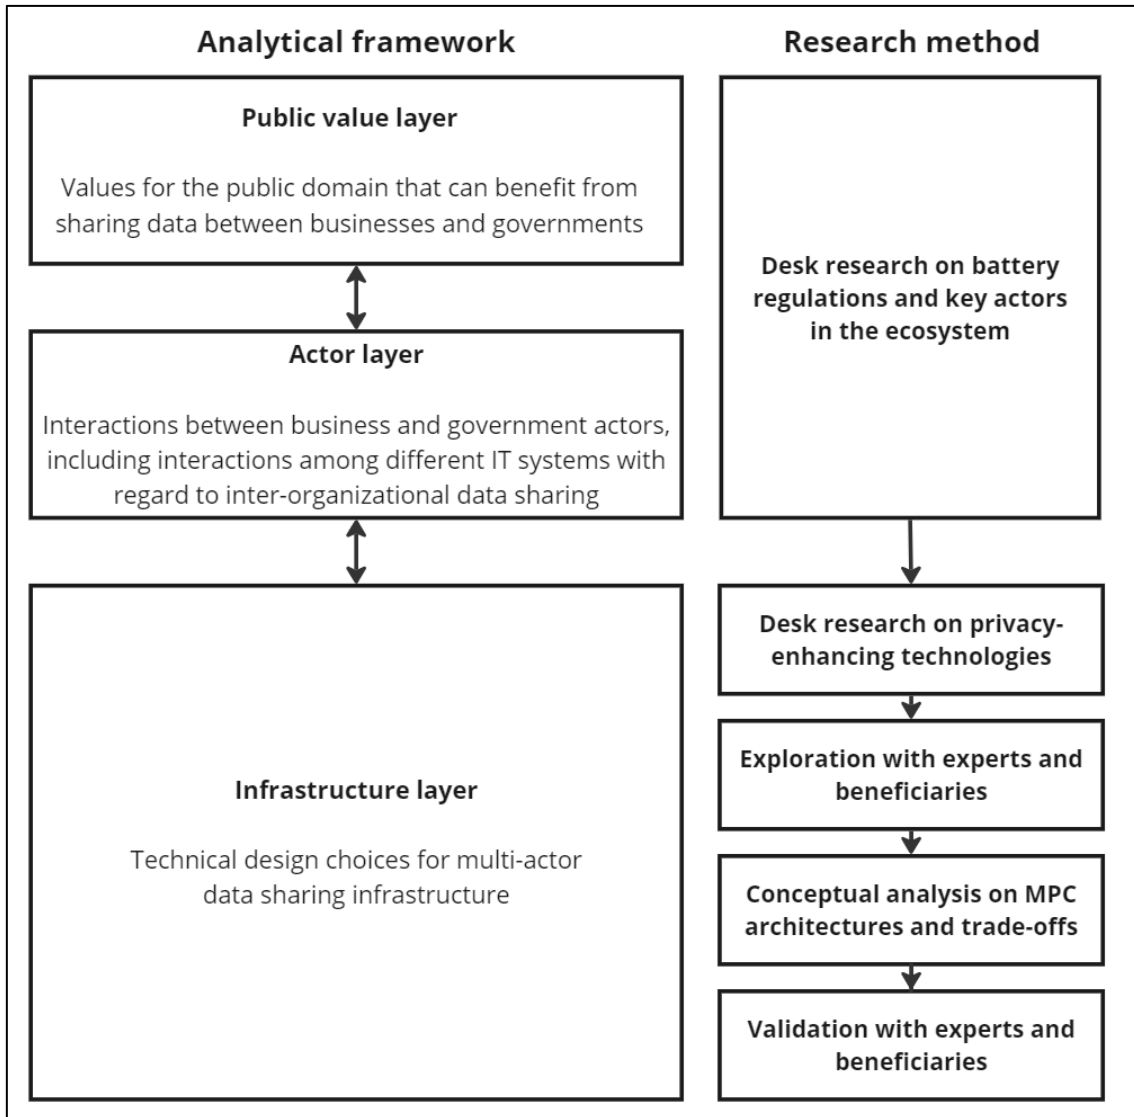 Analytical framework
Public value layer
Values for the public domain that can benefit from
sharing data between businesses and governments
Actor layer
Interactions between business and government actors,
including interactions among different IT systems with
regard to inter-organizational data sharing
Infrastructure layer
Technical design choices for multi-actor
data sharing infrastructure
Research method
Desk research on battery
regulations and key actors
in the ecosystem
Desk research on privacy-
enhancing technologies
Exploration with experts and
beneficiaries
Conceptual analysis on MPC
architectures and trade-offs
Validation with experts and
beneficiaries